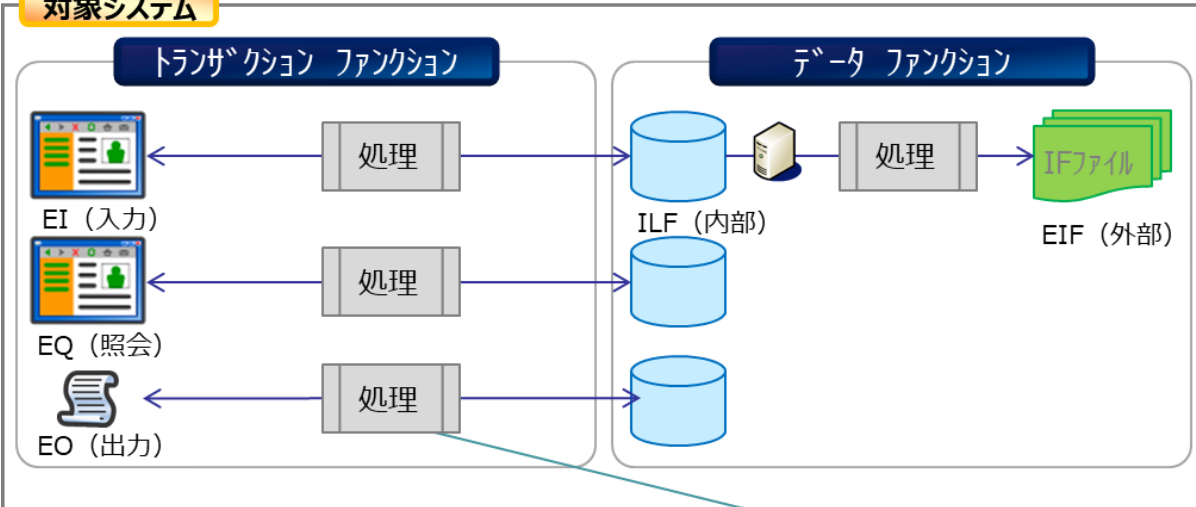 対象システム
トランザクション ファンクション
データ ファンクション
処理
処理
IFファイル
EI（入力）
ILF（内部）
EIF（外部）
処理
EQ（照会）
処理
EO（出力）